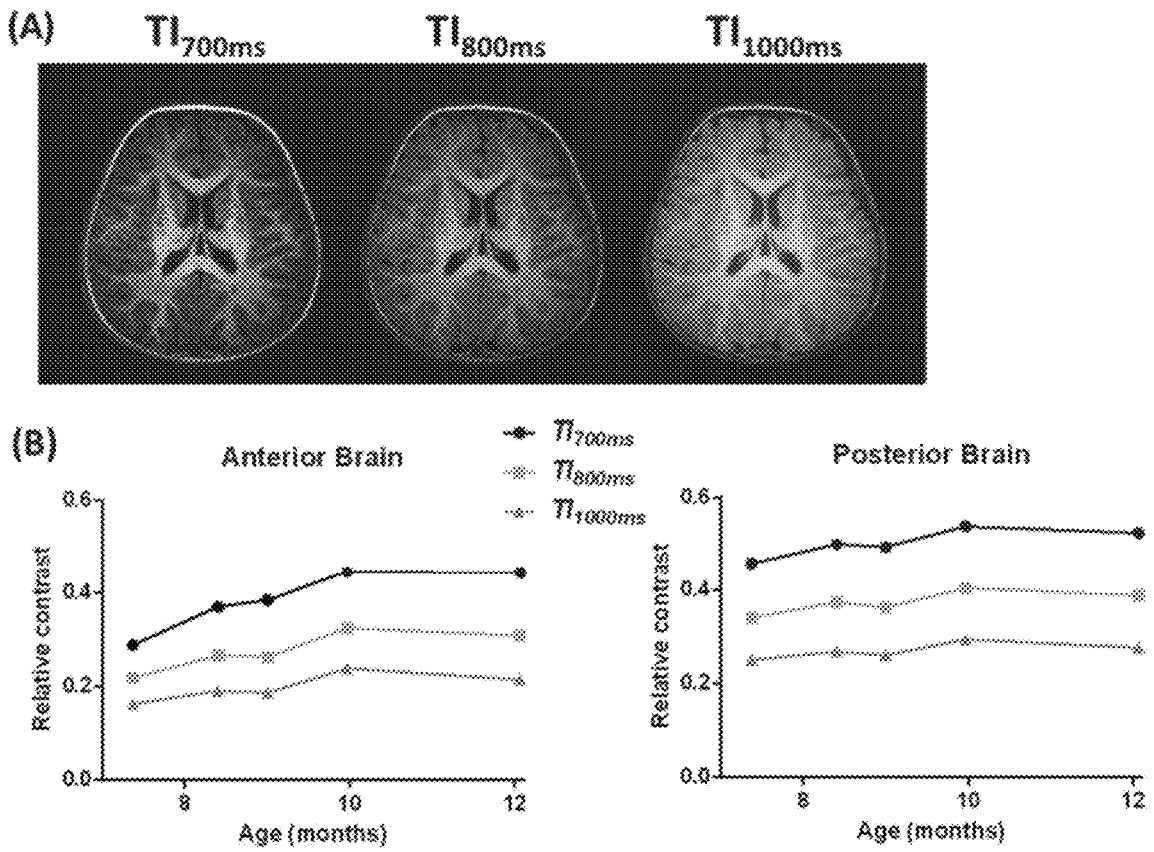 (A)
TI700ms TI800ms TI1000ms
(B)
Anterior Brain
TI700ms
TI800ms
TI1000ms
Posterior Brain
Relative contrast
0.6
0.4
0.2
0.0
8 10 12
Age (months)
Relative contrast
0.6
0.4
0.2
0.0
8 10 12
Age (months)